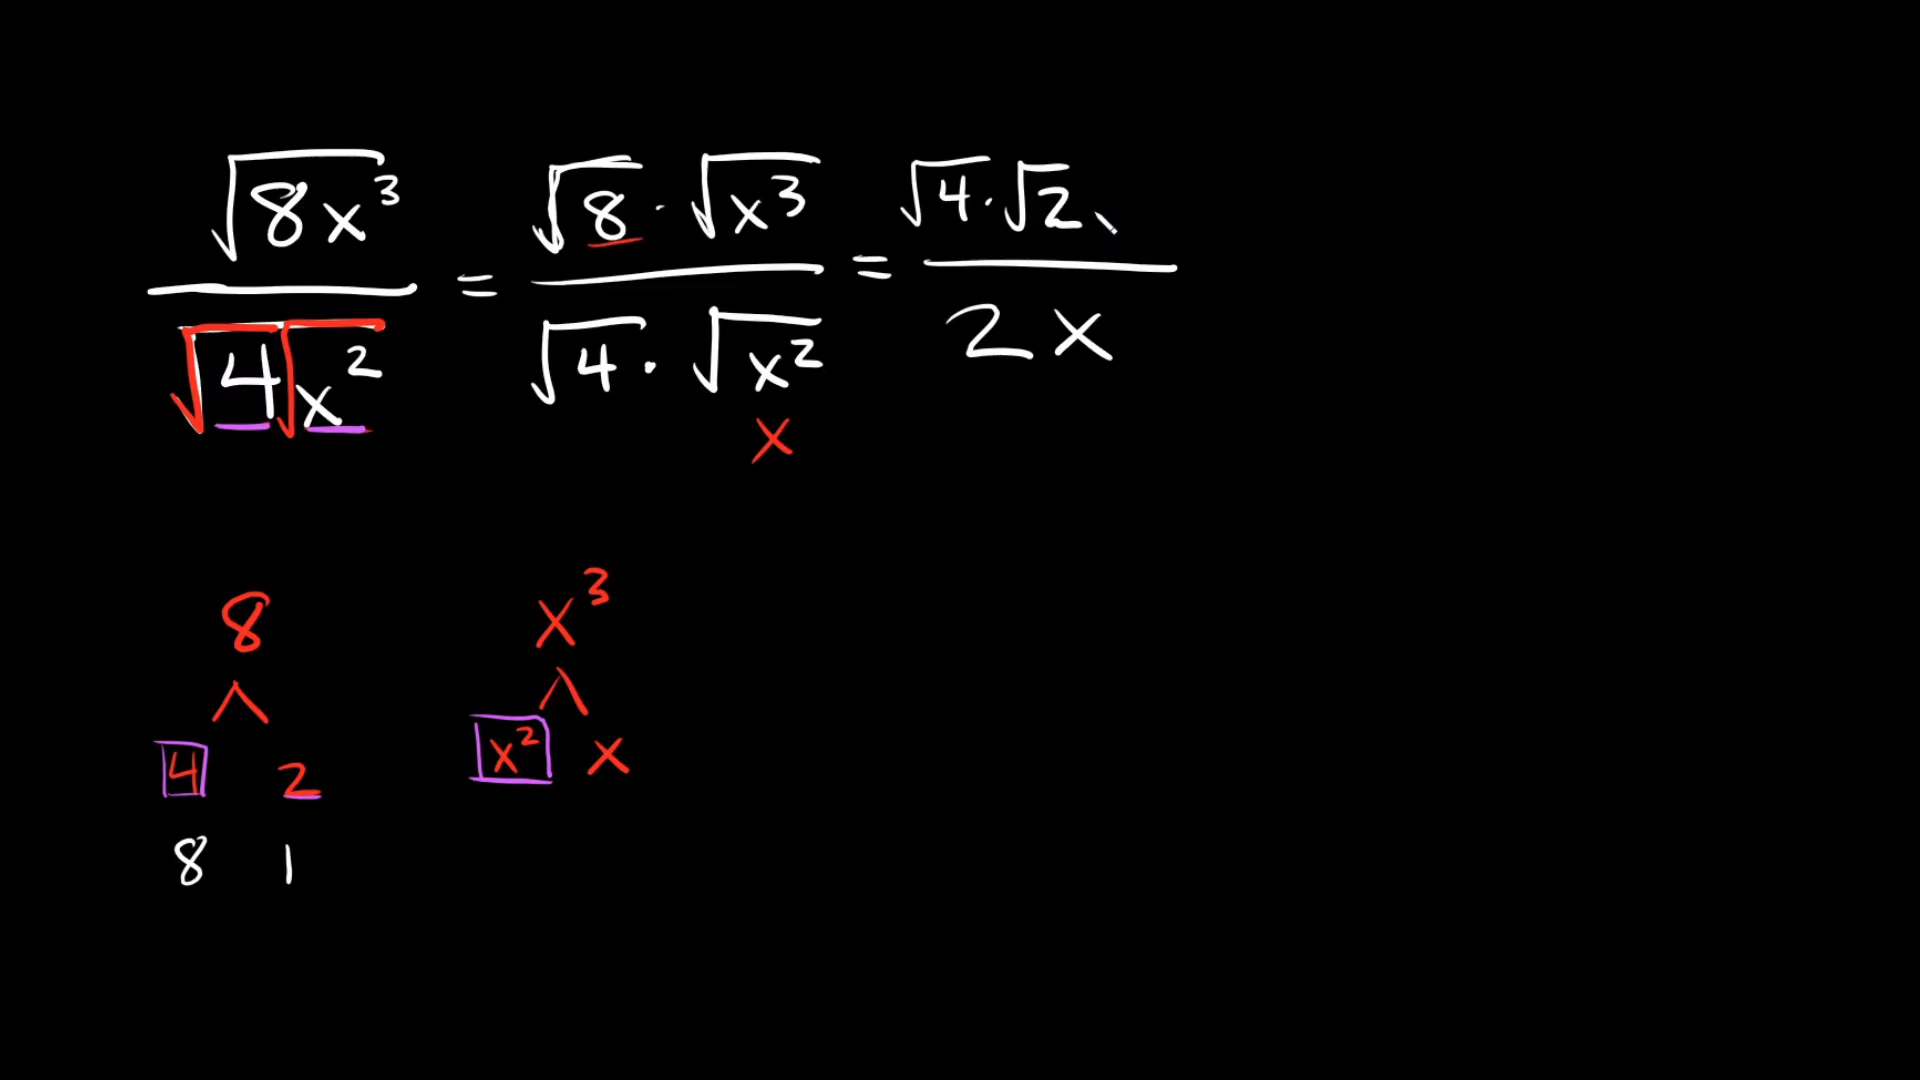 √8x³ / √4√x² = √8 · √x³ / √4 · √x² = √4 · √2 / 2x
x
8 x³
4 2 x² x
8 1